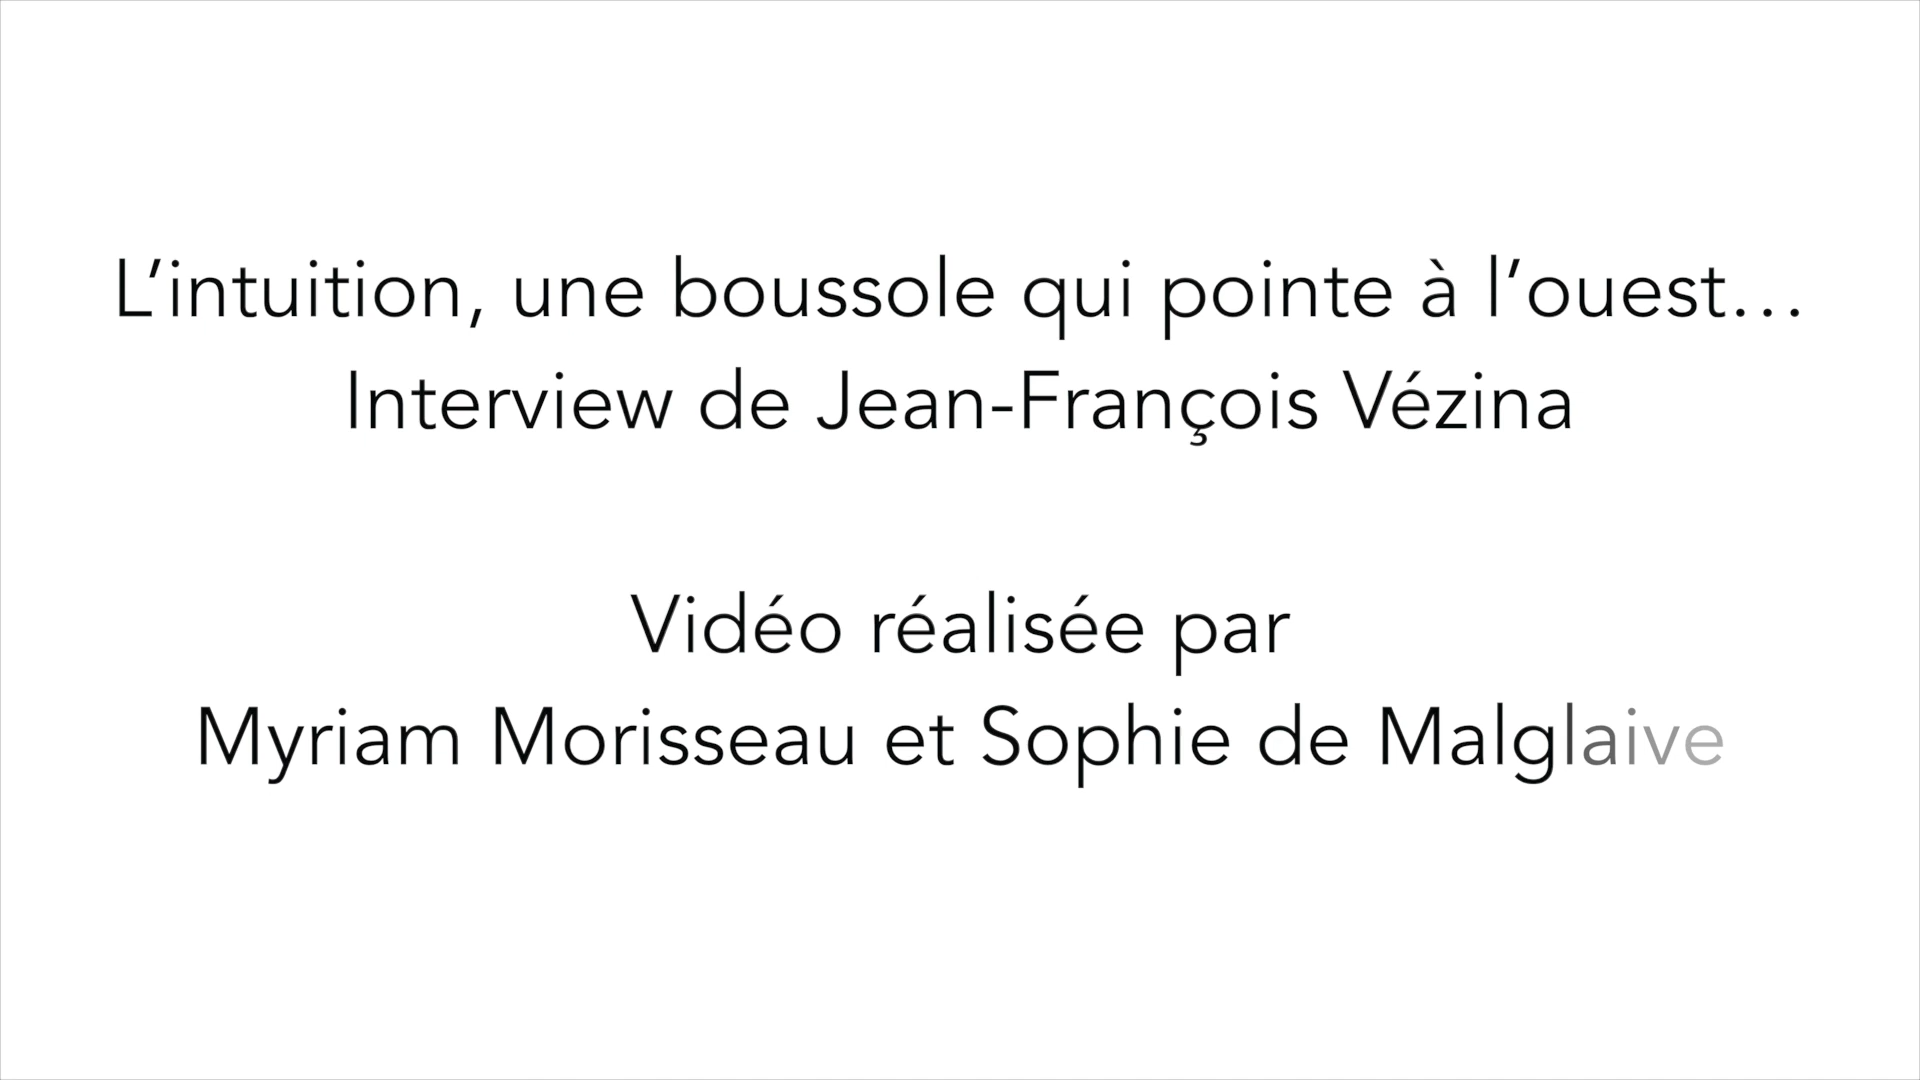 L’intuition, une boussole qui pointe à l’ouest…
Interview de Jean-François Vézina
Vidéo réalisée par
Myriam Morisseau et Sophie de Malglaive